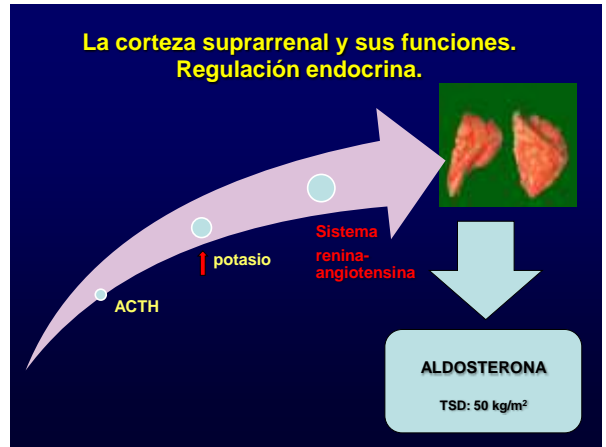 La corteza suprarrenal y sus funciones.
Regulación endocrina.
Sistema
renina-
angiotensina
potasio
ACTH
ALDOSTERONA
TSD: 50 kg/m²